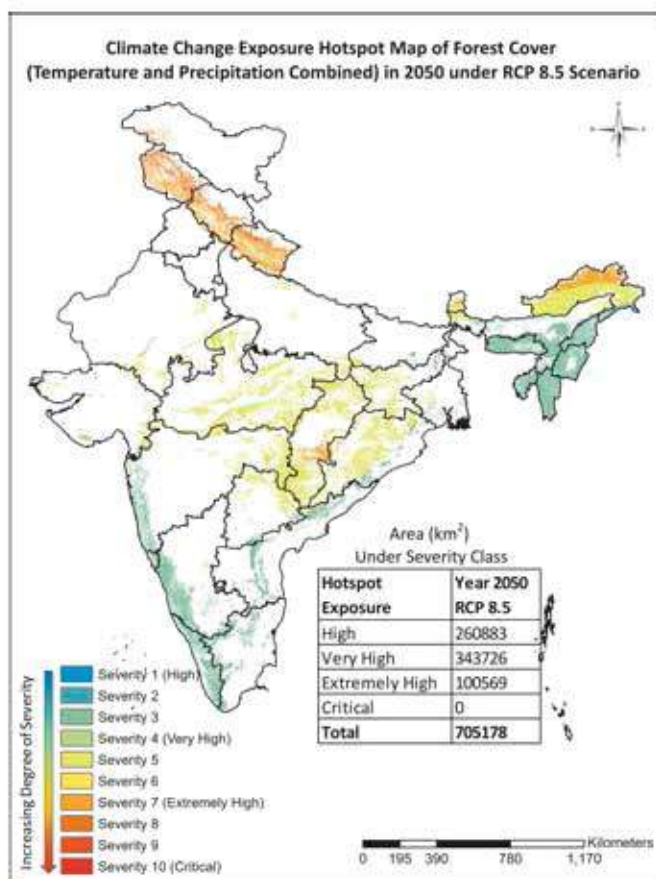 Climate Change Exposure Hotspot Map of Forest Cover
(Temperature and Precipitation Combined) in 2050 under RCP 8.5 Scenario
Area (km²)
Under Severity Class
Hotspot Exposure Year 2050 RCP 8.5
High 260883
Very High 343726
Extremely High 100569
Critical 0
Total 705178
Increasing Degree of Severity
Severity 1 (High)
Severity 2
Severity 3
Severity 4 (Very High)
Severity 5
Severity 6
Severity 7 (Extremely High)
Severity 8
Severity 9
Severity 10 (Critical)
Kilometers
0 195 390 780 1,170